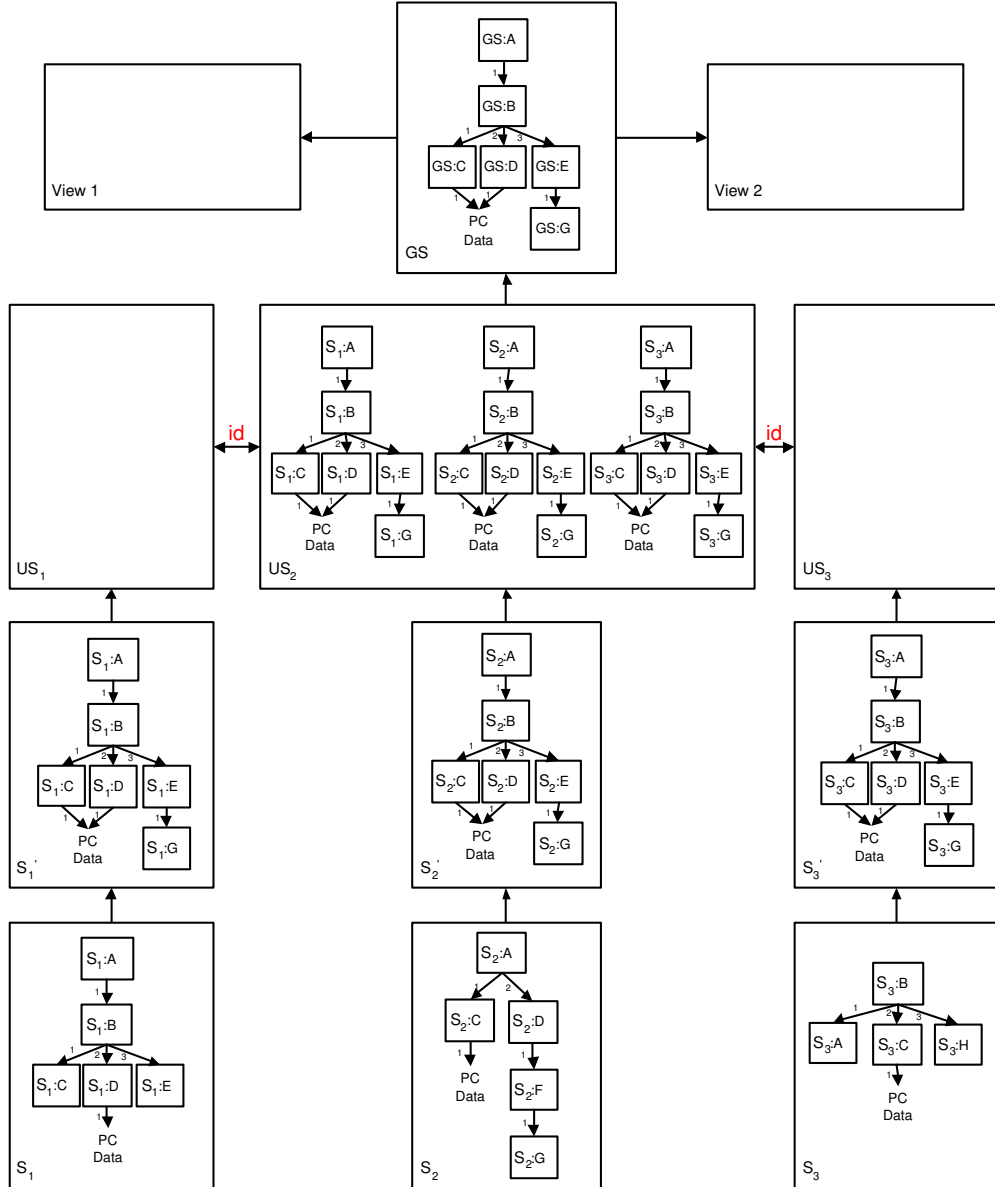 GS:A
1
GS:B
1 2 3
GS:C GS:D GS:E
1 1 1
PC
Data
GS:G
GS
View 1
View 2
S1:A S2:A S3:A
1 1 1
S1:B S2:B S3:B
id
1 2 3 1 2 3 1 2 3
id
S1:C S1:D S1:E S2:C S2:D S2:E S3:C S3:D S3:E
1 1 1 1 1 1 1 1 1
PC
Data
S1:G
PC
Data
S2:G
PC
Data
S3:G
US1
US2
US3
S1:A
1
S1:B
1 2 3
S1:C S1:D S1:E
1 1 1
PC
Data
S1:G
S1'
S2:A
1
S2:B
1 2 3
S2:C S2:D S2:E
1 1 1
PC
Data
S2:G
S2'
S3:A
1
S3:B
1 2 3
S3:C S3:D S3:E
1 1 1
PC
Data
S3:G
S3'
S1:A
1
S1:B
1 2 3
S1:C S1:D S1:E
1
PC
Data
S1
S2:A
1 2
S2:C S2:D
1 1
PC
Data
S2:F
1
S2:G
S2
S3:B
1 2 3
S3:A S3:C S3:H
1
PC
Data
S3